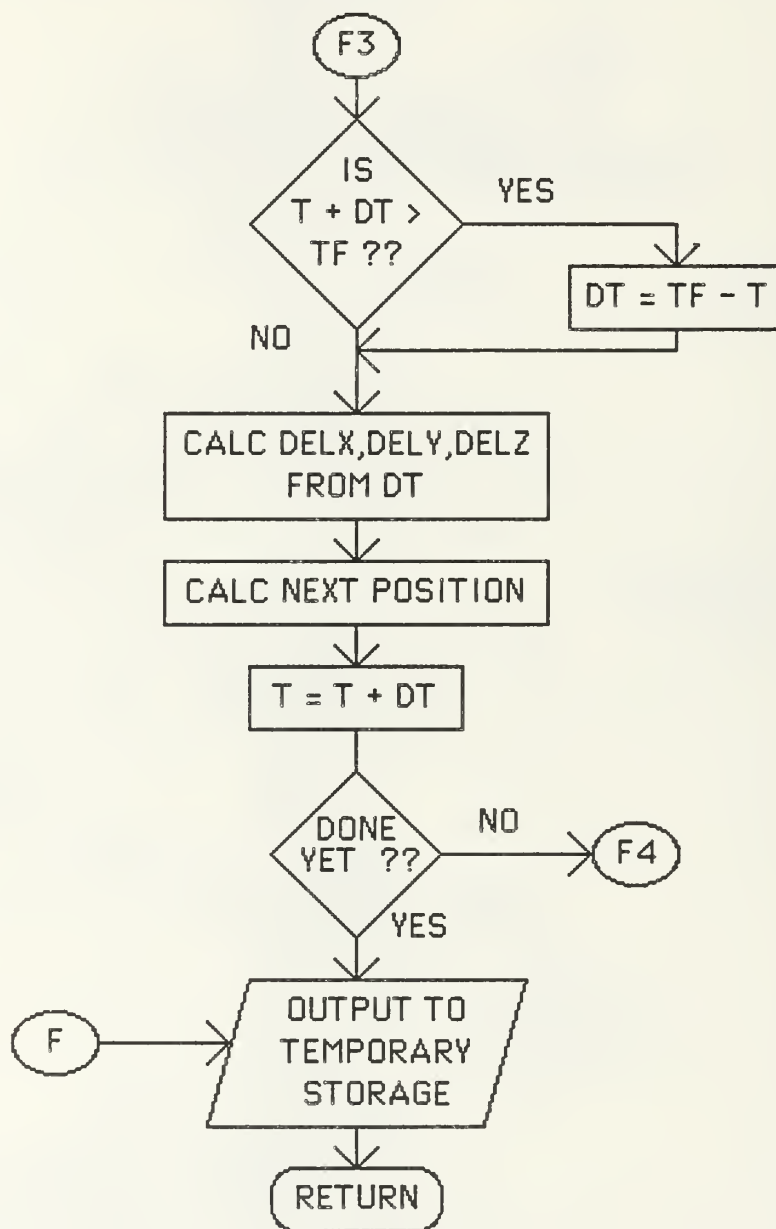 F3
IS
T + DT >
TF ??
YES
DT = TF - T
NO
CALC DELX,DELY,DELZ
FROM DT
CALC NEXT POSITION
T = T + DT
DONE
YET ??
NO
F4
YES
F
OUTPUT TO
TEMPORARY
STORAGE
RETURN